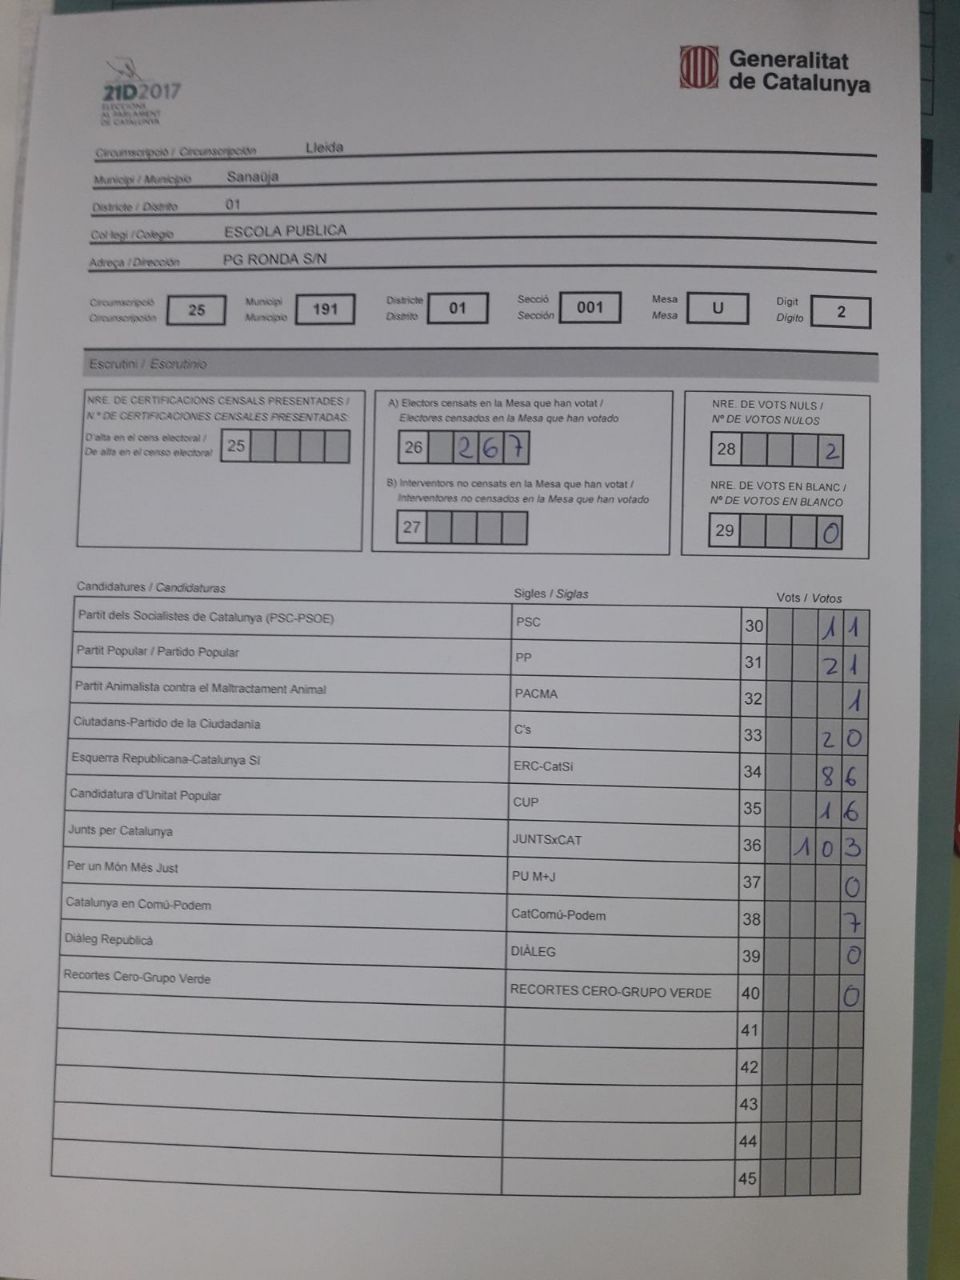 21D2017
ELECCIONS
AL PARLAMENT
DE CATALUNYA
Generalitat
de Catalunya
Circumscripció / Circunscripción Lleida
Municipi / Municipio Sanaüja
Districte / Distrito 01
Col·legi / Colegio ESCOLA PUBLICA
Adreça / Dirección PG RONDA S/N
Circumscripció
Circunscripción 25
Municipi
Municipio 191
Districte
Distrito 01
Secció
Sección 001
Mesa
Mesa U
Dígit
Dígito 2
Escrutini / Escrutinio
NRE. DE CERTIFICACIONS CENSALS PRESENTADES /
N.º DE CERTIFICACIONES CENSALES PRESENTADAS:
D'alta en el cens electoral /
De alta en el censo electoral 25
A) Electors censats en la Mesa que han votat /
Electores censados en la Mesa que han votado
26 267
B) Interventors no censats en la Mesa que han votat /
Interventores no censados en la Mesa que han votado
27
NRE. DE VOTS NULS /
Nº DE VOTOS NULOS
28 2
NRE. DE VOTS EN BLANC /
Nº DE VOTOS EN BLANCO
29 0
Candidatures / Candidaturas Sigles / Siglas Vots / Votos
Partit dels Socialistes de Catalunya (PSC-PSOE) PSC 30 11
Partit Popular / Partido Popular PP 31 21
Partit Animalista contra el Maltractament Animal PACMA 32 1
Ciutadans-Partido de la Ciudadania C's 33 20
Esquerra Republicana-Catalunya Sí ERC-CatSí 34 86
Candidatura d'Unitat Popular CUP 35 16
Junts per Catalunya JUNTSxCAT 36 103
Per un Món Més Just PU M+J 37 0
Catalunya en Comú-Podem CatComú-Podem 38 7
Diàleg Republicà DIÀLEG 39 0
Recortes Cero-Grupo Verde RECORTES CERO-GRUPO VERDE 40 0
41
42
43
44
45